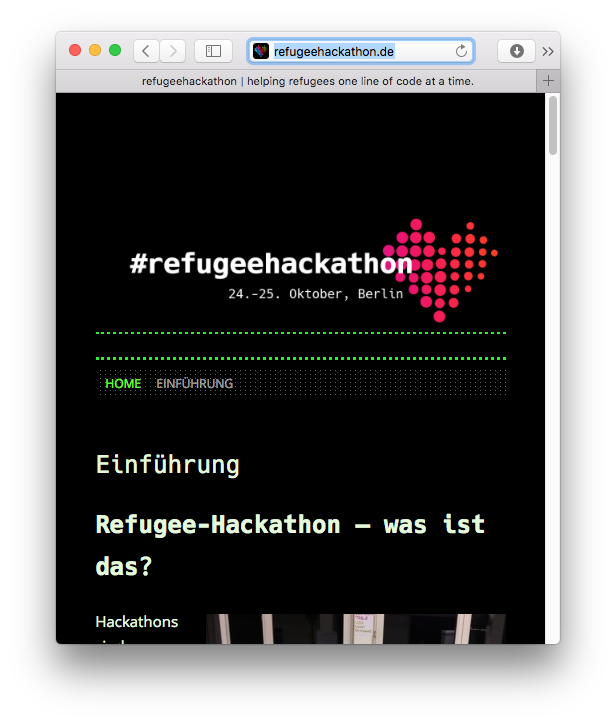 refugeehackathon.de
refugeehackathon | helping refugees one line of code at a time.
#refugeehackathon
24.-25. Oktober, Berlin
HOME EINFÜHRUNG
Einführung
Refugee-Hackathon – was ist
das?
Hackathons